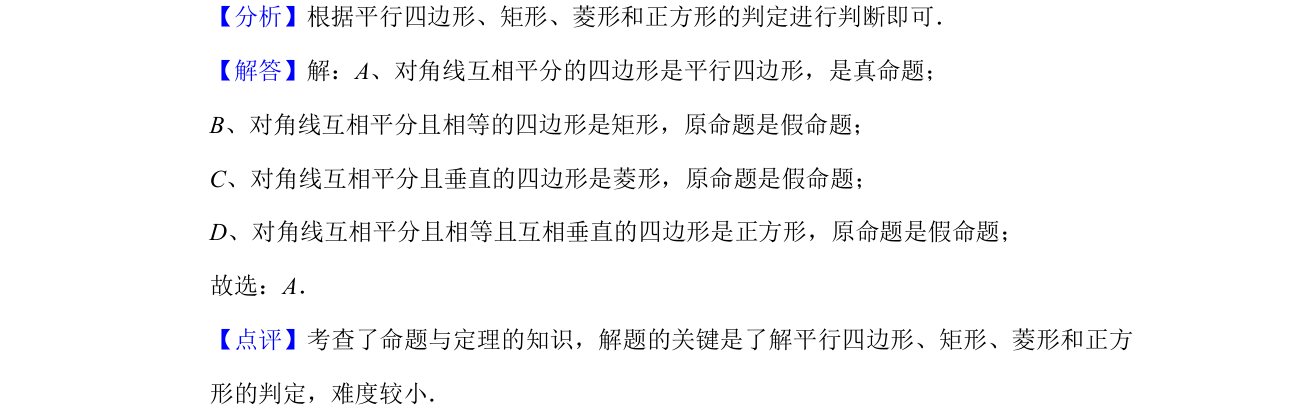 【分析】根据平行四边形、矩形、菱形和正方形的判定进行判断即可．
【解答】解：A、对角线互相平分的四边形是平行四边形，是真命题；
B、对角线互相平分且相等的四边形是矩形，原命题是假命题；
C、对角线互相平分且垂直的四边形是菱形，原命题是假命题；
D、对角线互相平分且相等且互相垂直的四边形是正方形，原命题是假命题；
故选：A．
【点评】考查了命题与定理的知识，解题的关键是了解平行四边形、矩形、菱形和正方
形的判定，难度较小．